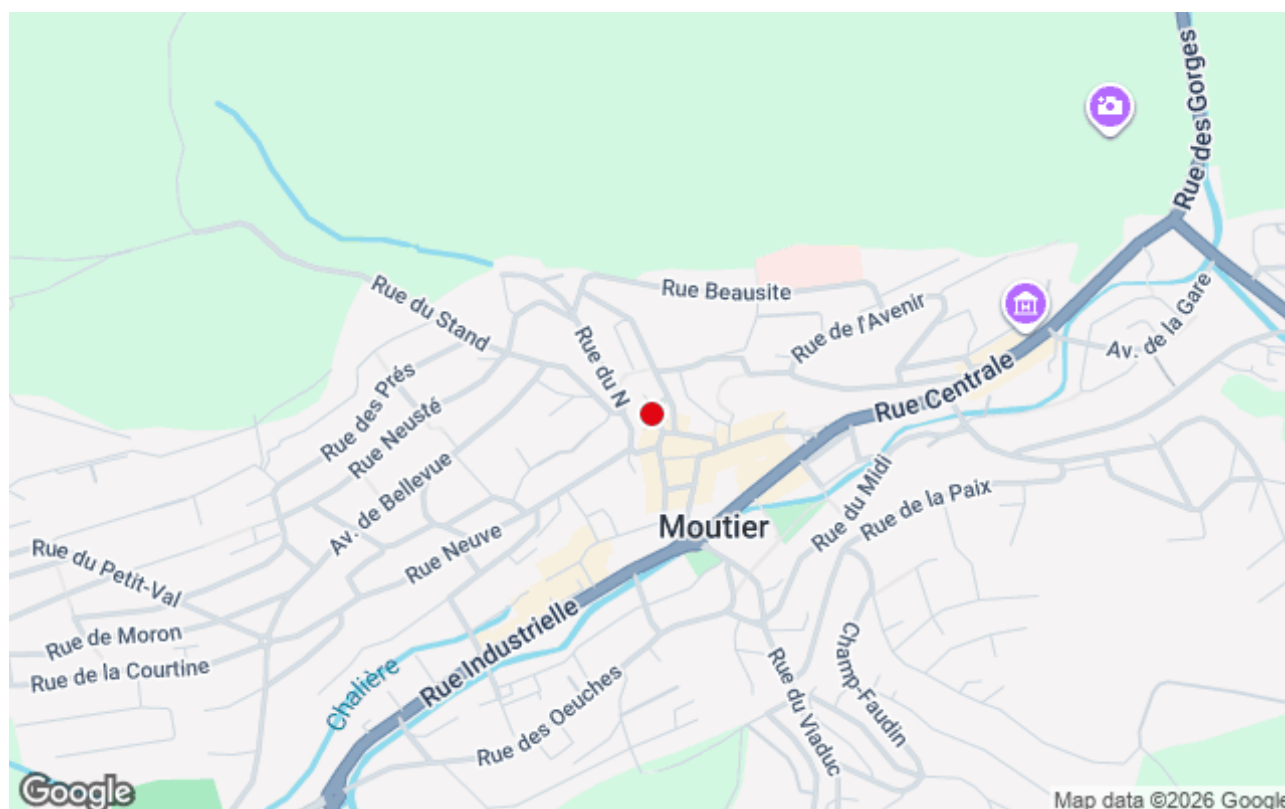 Rue des Gorges
Rue Beausite
Rue du Stand
Rue de l'Avenir
Av. de la Gare
Rue du N
Rue Centrale
Rue des Prés
Rue Neusté
Av. de Bellevue
Rue du Midi
Rue de la Paix
Moutier
Rue Neuve
Rue du Petit-Val
Rue de Moron
Rue de la Courtine
Rue Industrielle
Chalière
Champ-Faudin
Rue des Oeuches
Rue du Viaduc
Google
Map data ©2026 Google